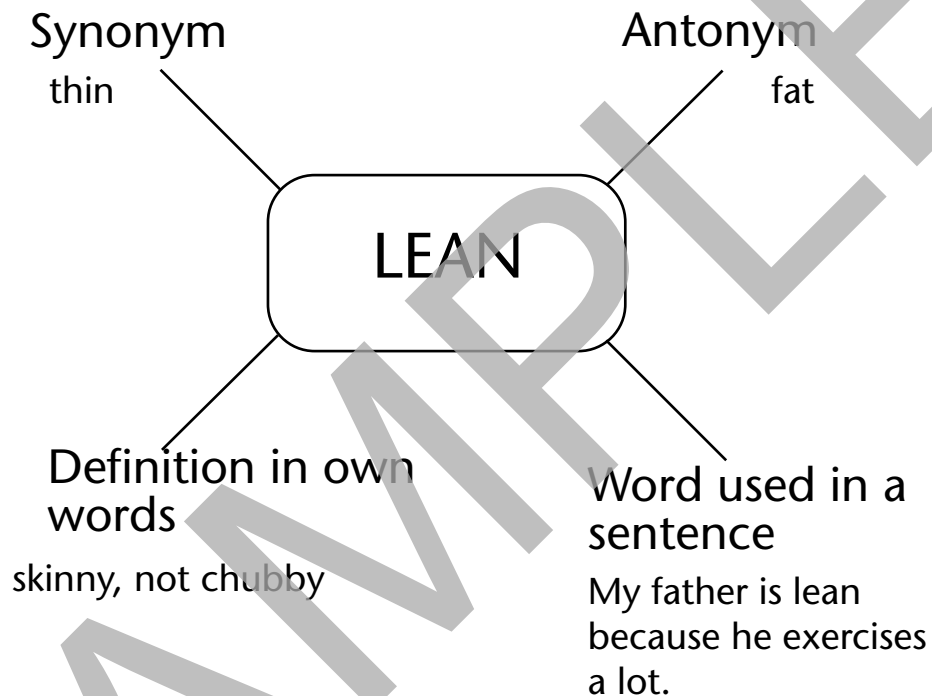 Synonym
thin
Antonym
fat
LEAN
Definition in own
words
skinny, not chubby
Word used in a
sentence
My father is lean
because he exercises
a lot.
AMPLE